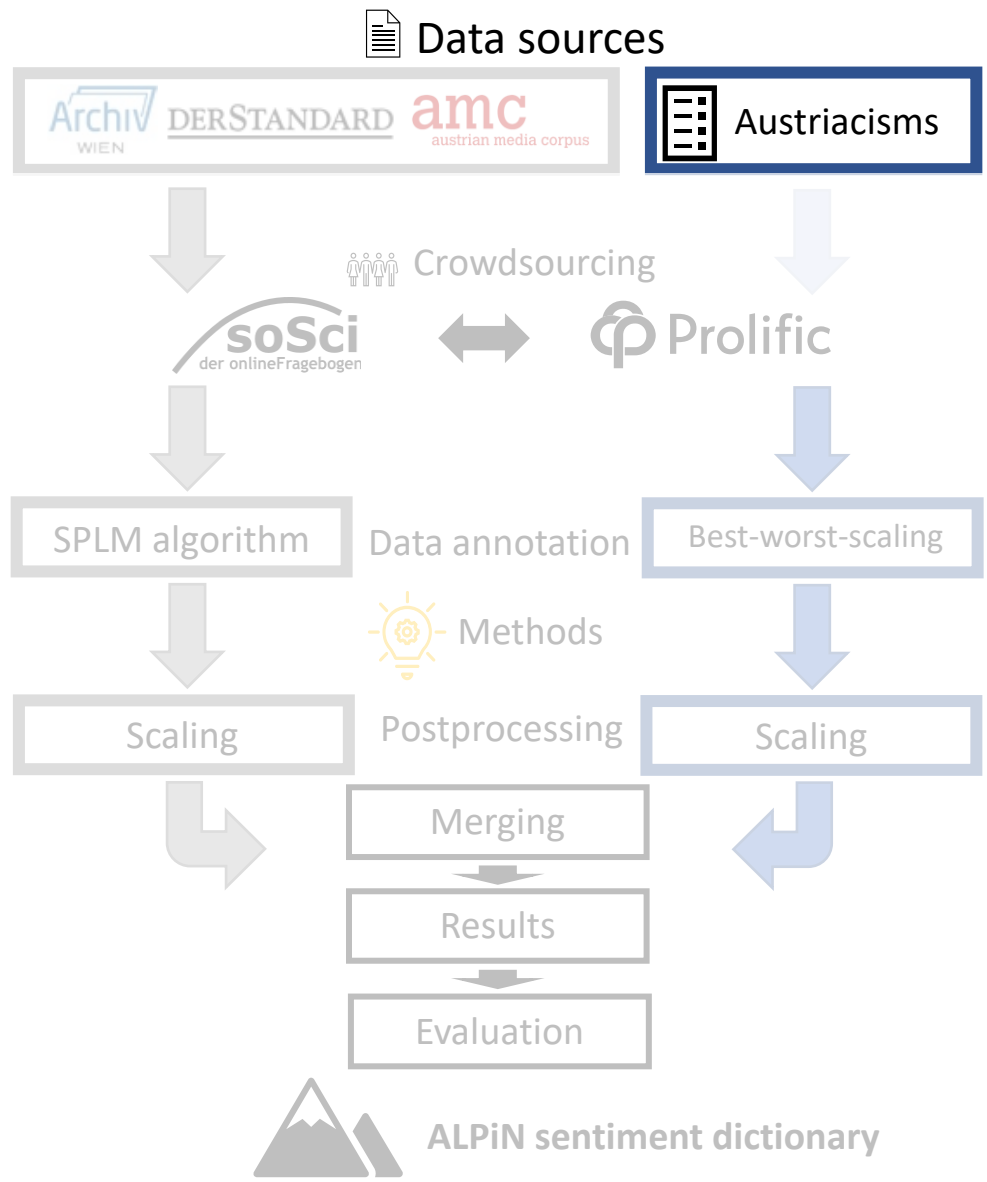 Data sources
Archiv
WIEN
DERSTANDARD
amc
austrian media corpus
Austriacisms
Crowdsourcing
soSci
der onlineFragebogen
Prolific
SPLM algorithm
Data annotation
Best-worst-scaling
Methods
Scaling
Postprocessing
Scaling
Merging
Results
Evaluation
ALPiN sentiment dictionary